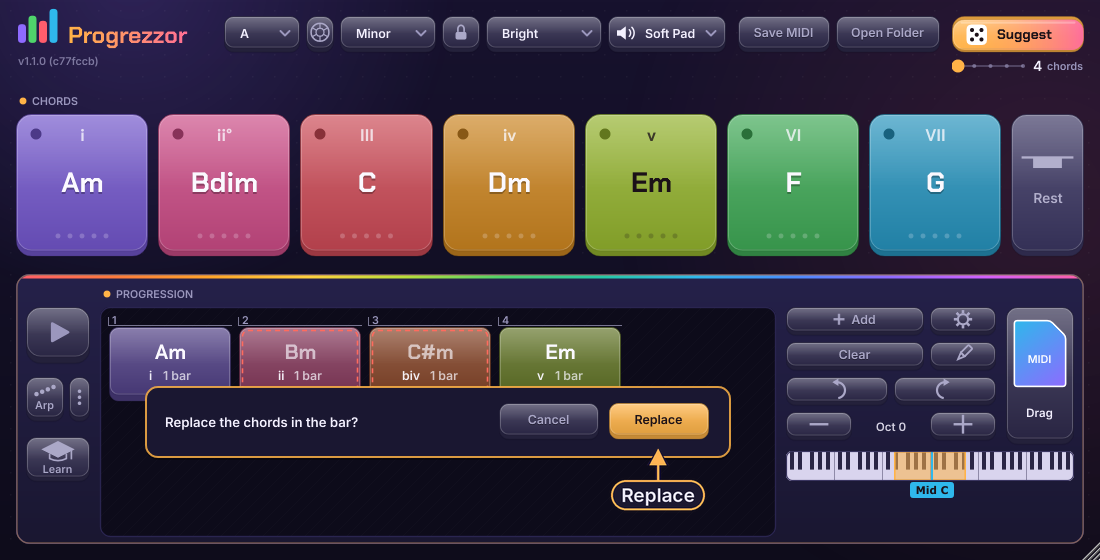 Progrezzor
v1.1.0 (c77fccb)
A
Minor
Bright
Soft Pad
Save MIDI
Open Folder
Suggest
4 chords
CHORDS
i
Am
ii°
Bdim
III
C
iv
Dm
v
Em
VI
F
VII
G
Rest
PROGRESSION
1
2
3
4
Am
i 1 bar
Bm
ii 1 bar
C#m
biv 1 bar
Em
v 1 bar
Arp
Learn
Replace the chords in the bar?
Cancel
Replace
Replace
Add
Clear
Oct 0
MIDI
Drag
Mid C